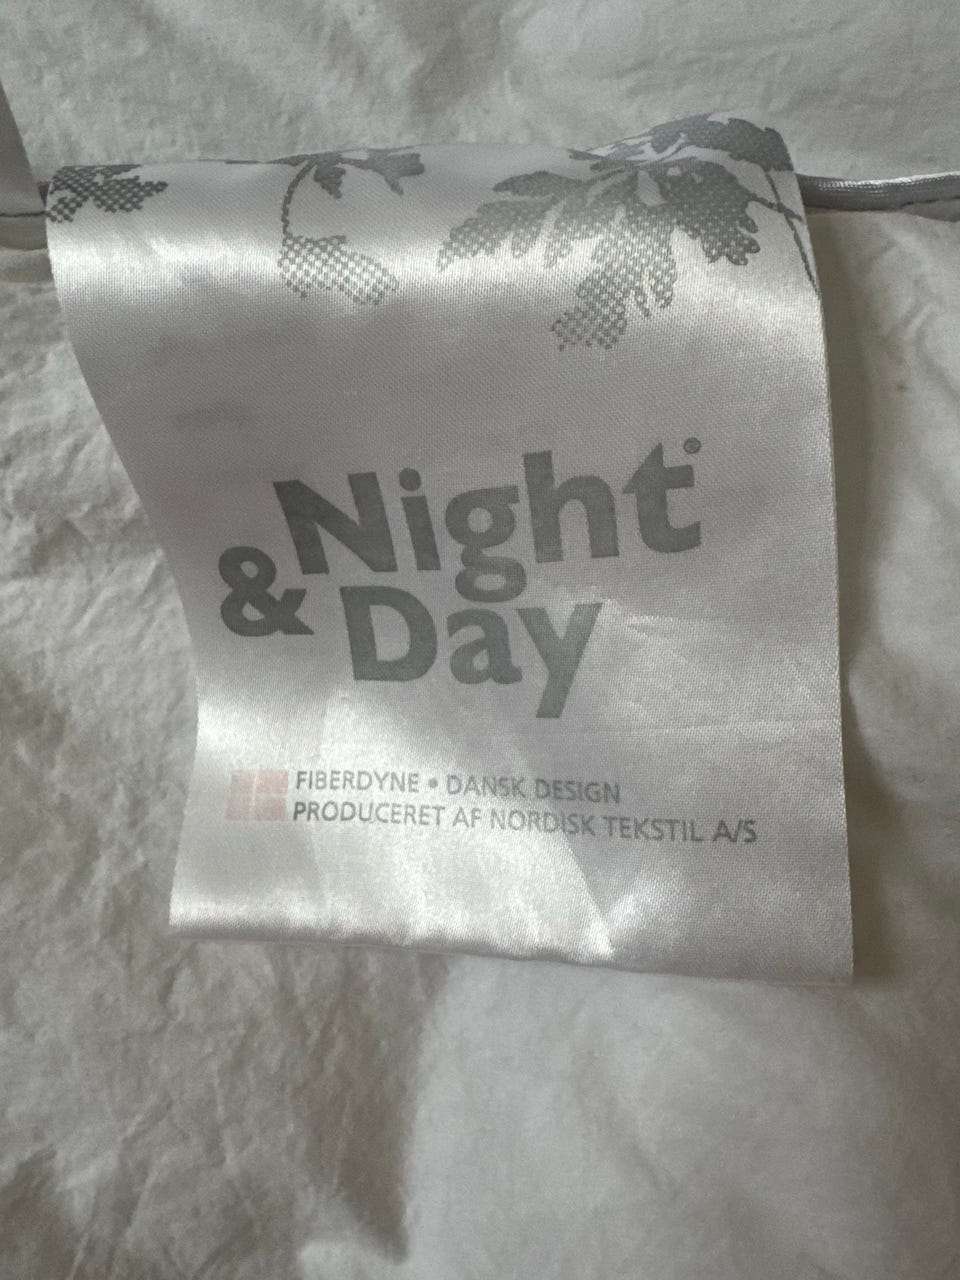 Night®
& Day
FIBERDYNE • DANSK DESIGN
PRODUCERET AF NORDISK TEKSTIL A/S